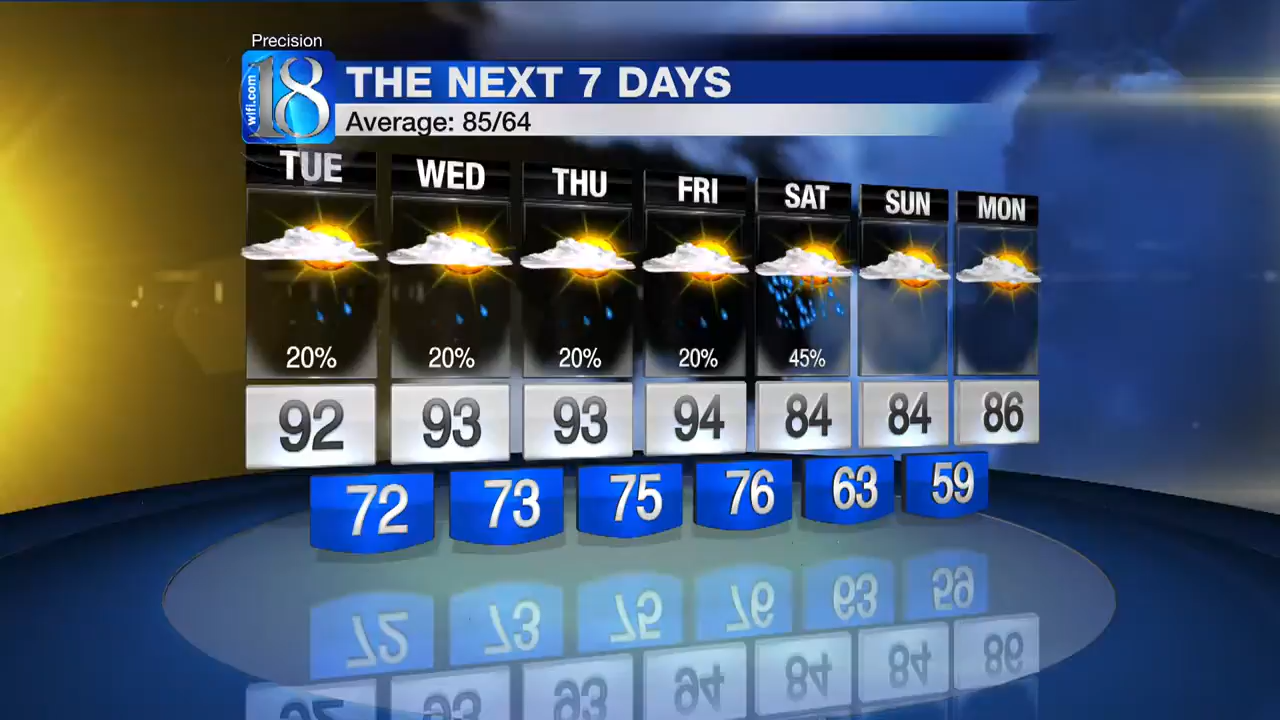 Precision
wlfi.com
18
THE NEXT 7 DAYS
Average: 85/64
TUE WED THU FRI SAT SUN MON
20% 20% 20% 20% 45%
92 93 93 94 84 84 86
72 73 75 76 63 59